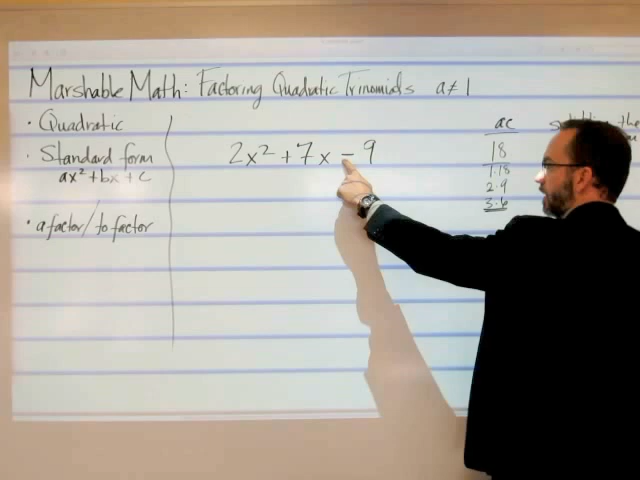 Marshable Math: Factoring Quadratic Trinomials a≠1
• Quadratic
• Standard form
ax²+bx+c
• a factor/to factor
2x²+7x-9
ac
18
1·18
2·9
3·6
the